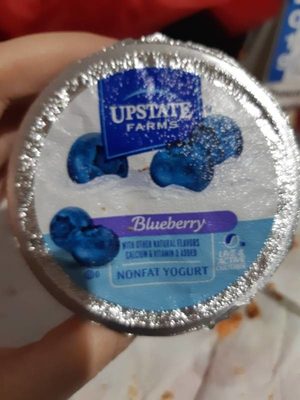 UPSTATE
FARMS
Blueberry
WITH OTHER NATURAL FLAVORS
CALCIUM & VITAMIN D ADDED
NONFAT YOGURT